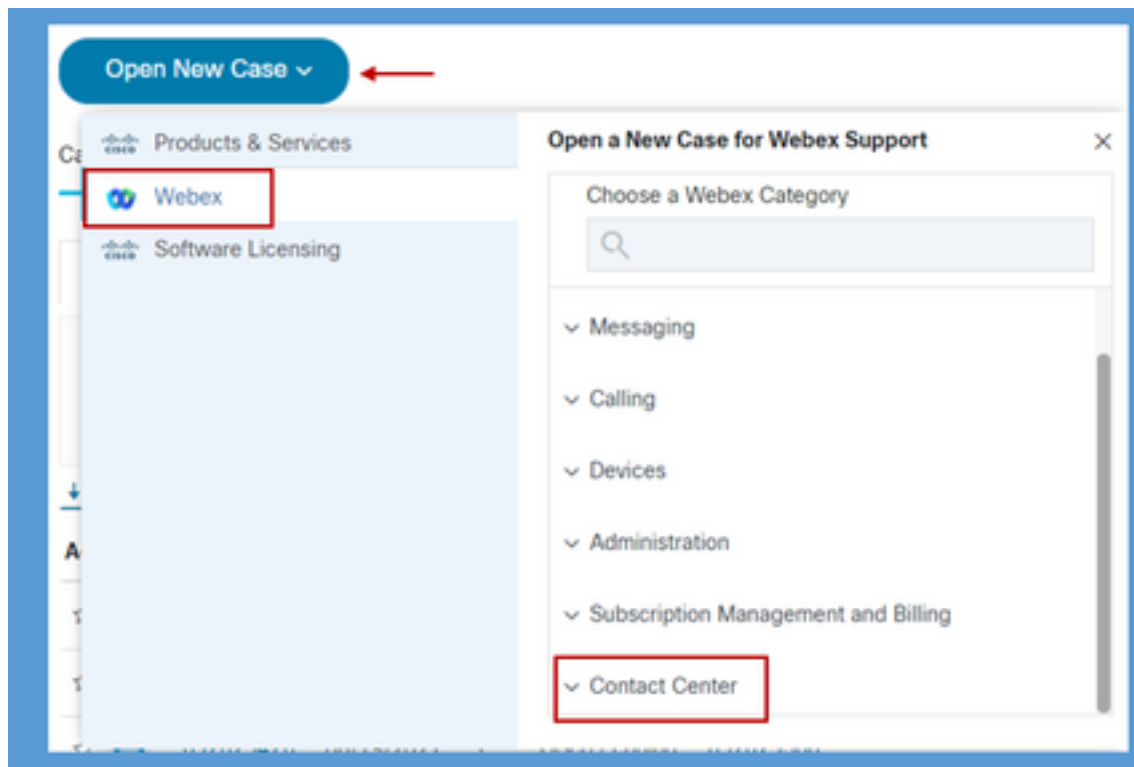 Open New Case
Products & Services
Webex
Software Licensing
Open a New Case for Webex Support
Choose a Webex Category
Messaging
Calling
Devices
Administration
Subscription Management and Billing
Contact Center